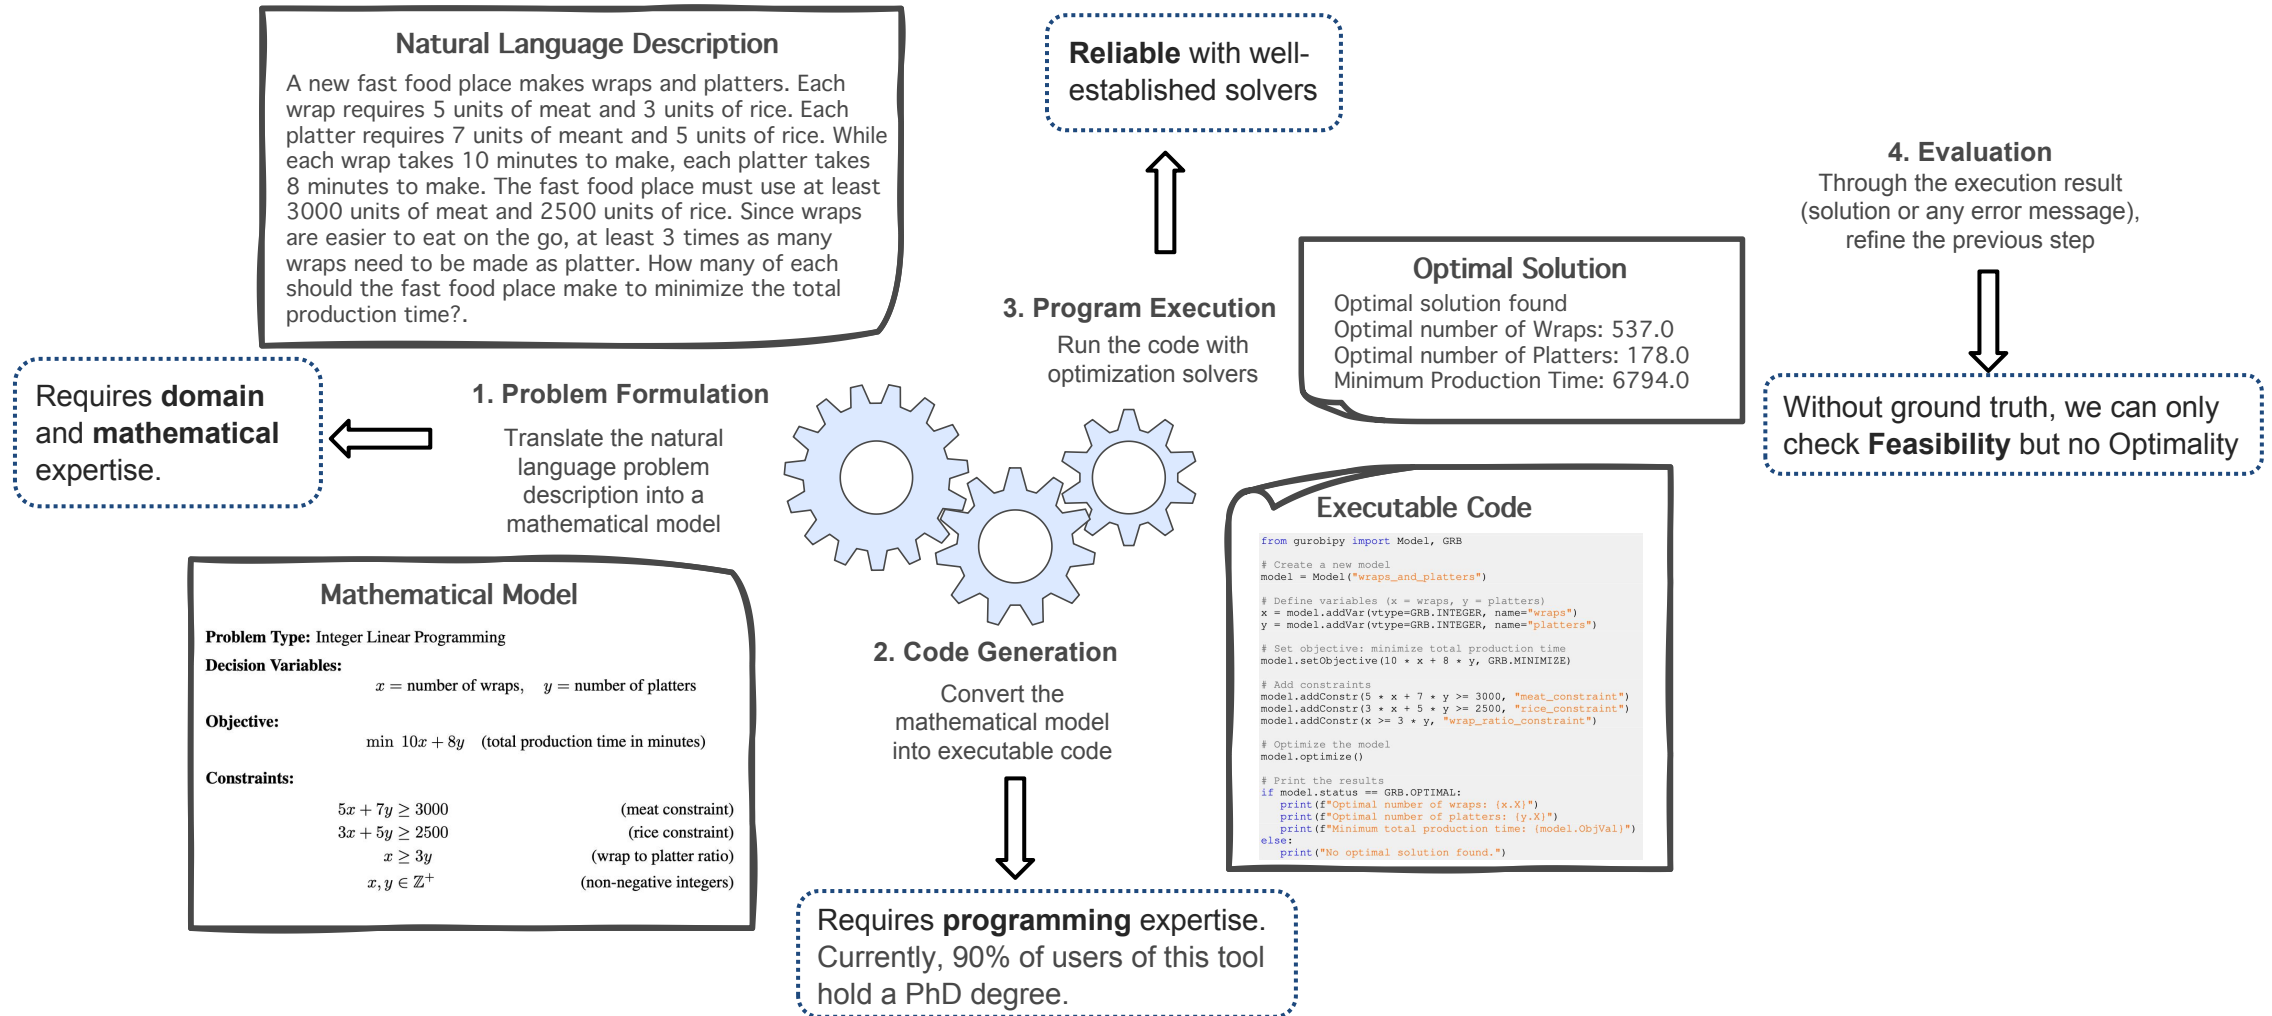 Natural Language Description
A new fast food place makes wraps and platters. Each
wrap requires 5 units of meat and 3 units of rice. Each
platter requires 7 units of meant and 5 units of rice. While
each wrap takes 10 minutes to make, each platter takes
8 minutes to make. The fast food place must use at least
3000 units of meat and 2500 units of rice. Since wraps
are easier to eat on the go, at least 3 times as many
wraps need to be made as platter. How many of each
should the fast food place make to minimize the total
production time?.
Requires domain
and mathematical
expertise.
1. Problem Formulation
Translate the natural
language problem
description into a
mathematical model
Mathematical Model
Problem Type: Integer Linear Programming
Decision Variables:
x = number of wraps, y = number of platters
Objective:
min 10x + 8y (total production time in minutes)
Constraints:
5x + 7y ≥ 3000 (meat constraint)
3x + 5y ≥ 2500 (rice constraint)
x ≥ 3y (wrap to platter ratio)
x, y ∈ ℤ⁺ (non-negative integers)
2. Code Generation
Convert the
mathematical model
into executable code
Requires programming expertise.
Currently, 90% of users of this tool
hold a PhD degree.
Reliable with well-
established solvers
3. Program Execution
Run the code with
optimization solvers
Optimal Solution
Optimal solution found
Optimal number of Wraps: 537.0
Optimal number of Platters: 178.0
Minimum Production Time: 6794.0
Executable Code
from gurobipy import Model, GRB
# Create a new model
model = Model("wraps_and_platters")
# Define variables (x = wraps, y = platters)
x = model.addVar(vtype=GRB.INTEGER, name="wraps")
y = model.addVar(vtype=GRB.INTEGER, name="platters")
# Set objective: minimize total production time
model.setObjective(10 * x + 8 * y, GRB.MINIMIZE)
# Add constraints
model.addConstr(5 * x + 7 * y >= 3000, "meat_constraint")
model.addConstr(3 * x + 5 * y >= 2500, "rice_constraint")
model.addConstr(x >= 3 * y, "wrap_ratio_constraint")
# Optimize the model
model.optimize()
# Print the results
if model.status == GRB.OPTIMAL:
print(f"Optimal number of wraps: {x.X}")
print(f"Optimal number of platters: {y.X}")
print(f"Minimum total production time: {model.ObjVal}")
else:
print("No optimal solution found.")
4. Evaluation
Through the execution result
(solution or any error message),
refine the previous step
Without ground truth, we can only
check Feasibility but no Optimality